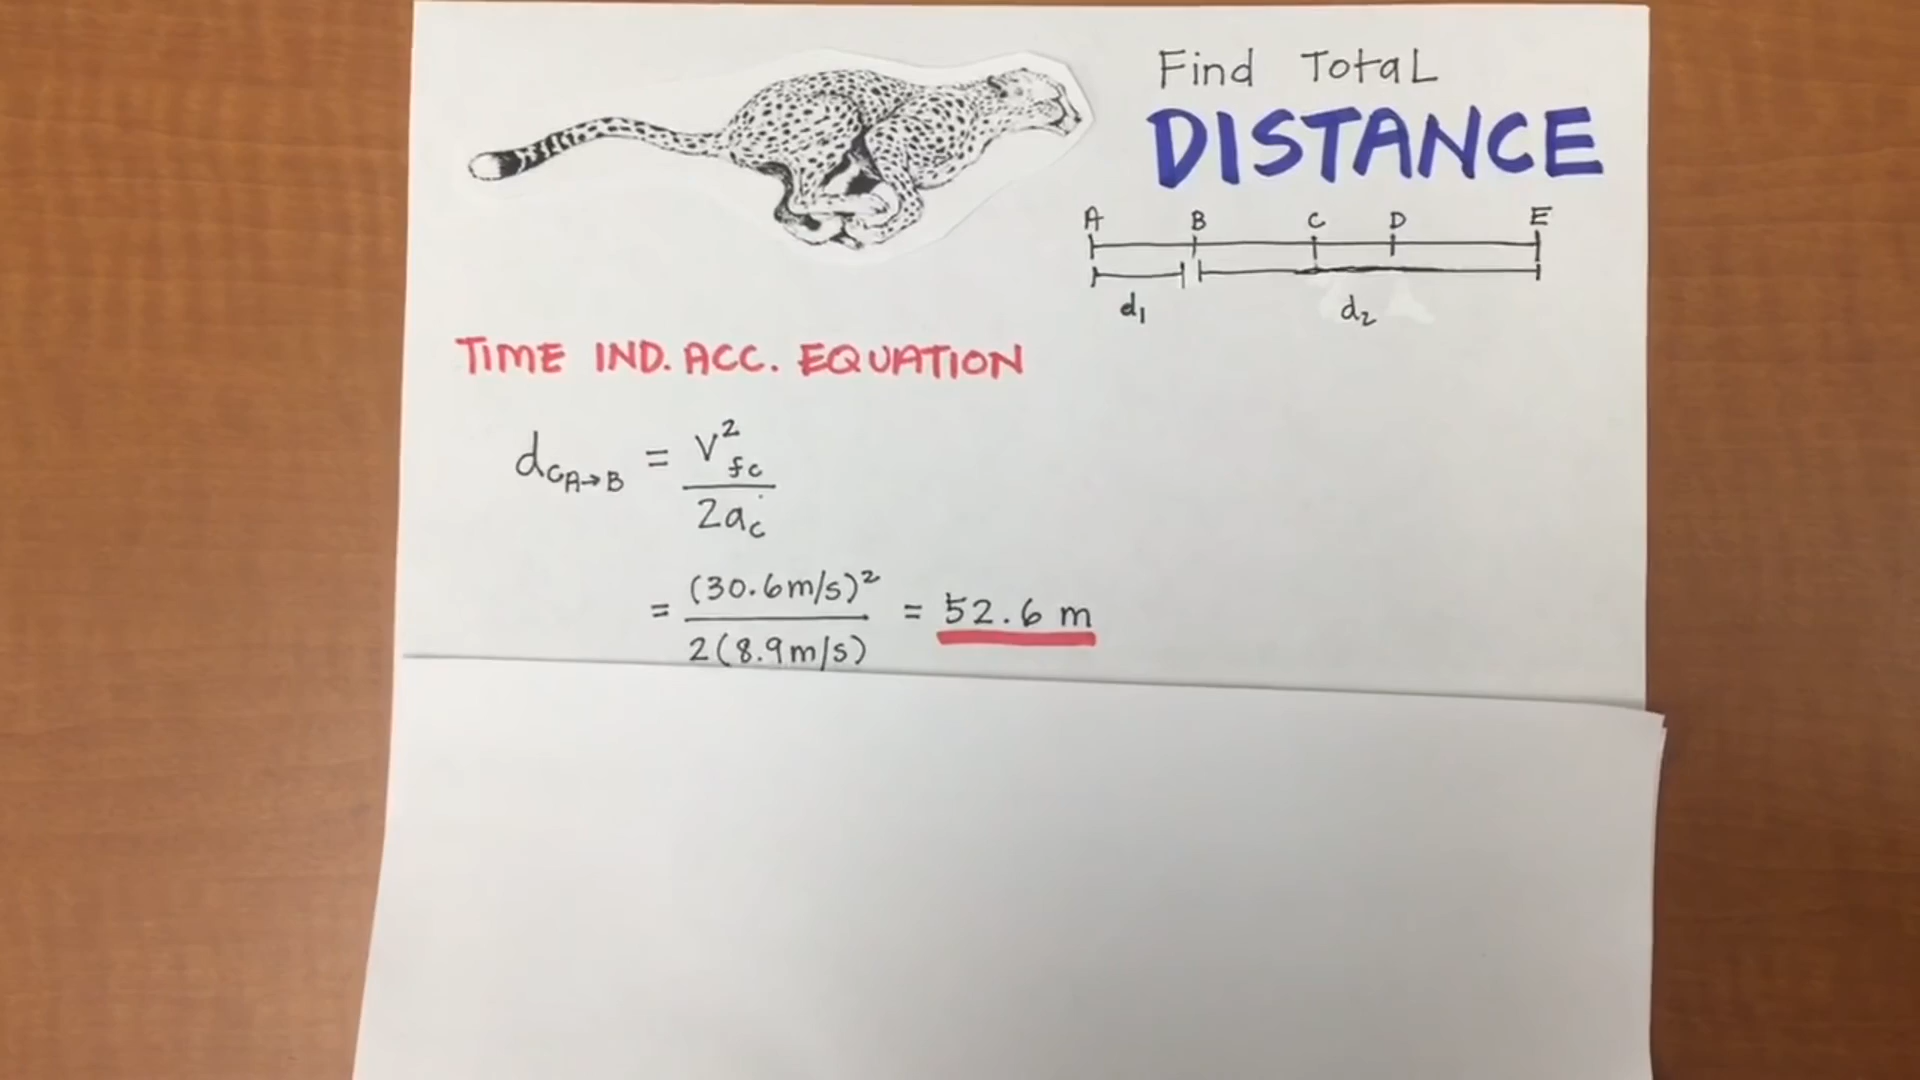 Find Total
DISTANCE
A B C D E
d1 d2
TIME IND. ACC. EQUATION
dCA→B = V²fc / 2ac
= (30.6m/s)² / 2(8.9m/s) = 52.6 m